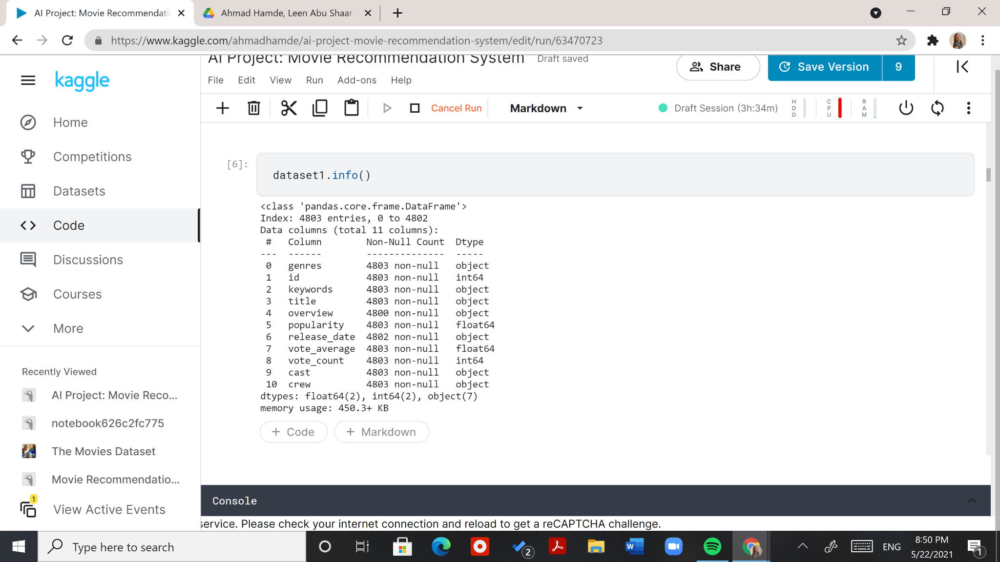 AI Project: Movie Recommendati
Ahmad Hamde, Leen Abu Shaar
https://www.kaggle.com/ahmadhamde/ai-project-movie-recommendation-system/edit/run/63470723
kaggle
AI Project: Movie Recommendation System Draft saved
Share
Save Version 9
File Edit View Run Add-ons Help
Cancel Run
Markdown
Draft Session (3h:34m)
HDD
CPU
RAM
Home
Competitions
Datasets
Code
Discussions
Courses
More
Recently Viewed
AI Project: Movie Reco...
notebook626c2fc775
The Movies Dataset
Movie Recommendatio...
1
View Active Events
[6]:
dataset1.info()
<class 'pandas.core.frame.DataFrame'>
Index: 4803 entries, 0 to 4802
Data columns (total 11 columns):
# Column Non-Null Count Dtype
--- ------ -------------- -----
0 genres 4803 non-null object
1 id 4803 non-null int64
2 keywords 4803 non-null object
3 title 4803 non-null object
4 overview 4800 non-null object
5 popularity 4803 non-null float64
6 release_date 4802 non-null object
7 vote_average 4803 non-null float64
8 vote_count 4803 non-null int64
9 cast 4803 non-null object
10 crew 4803 non-null object
dtypes: float64(2), int64(2), object(7)
memory usage: 450.3+ KB
+ Code
+ Markdown
Console
service. Please check your internet connection and reload to get a reCAPTCHA challenge.
Type here to search
2
W
ENG
8:50 PM
5/22/2021
1